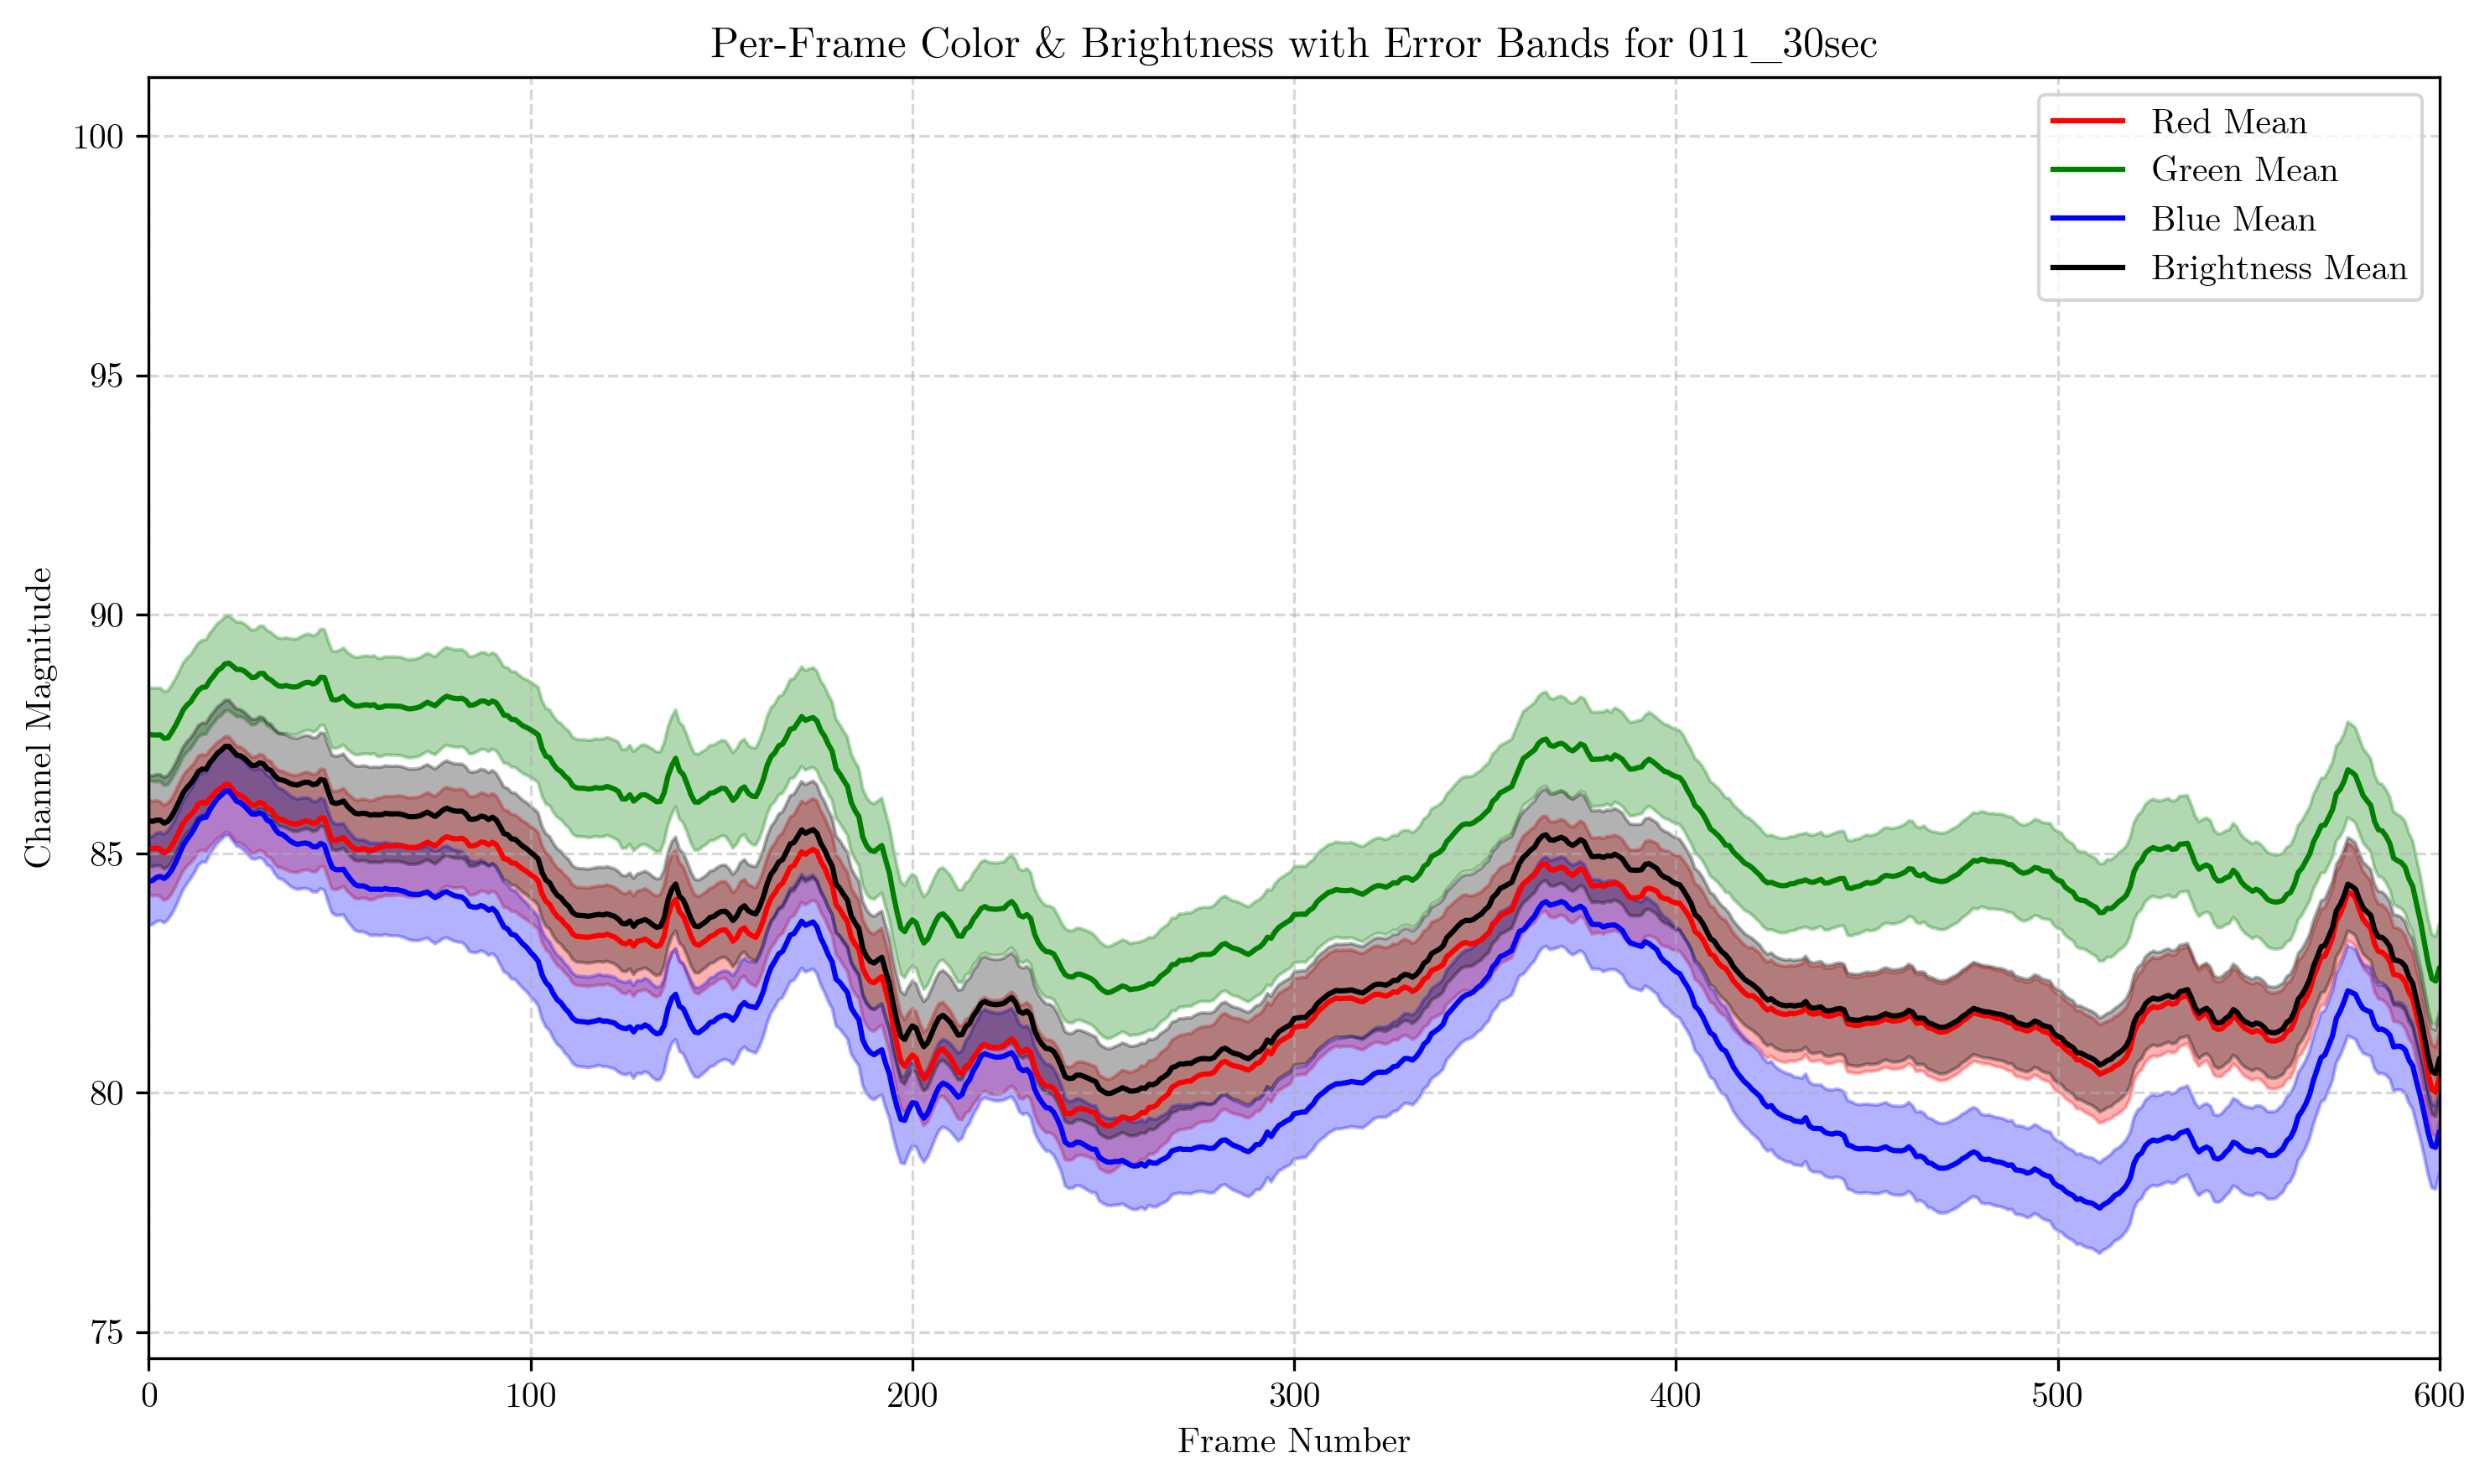 Per-Frame Color & Brightness with Error Bands for 011_30sec
Red Mean
Green Mean
Blue Mean
Brightness Mean
Channel Magnitude
100
95
90
85
80
75
0 100 200 300 400 500 600
Frame Number